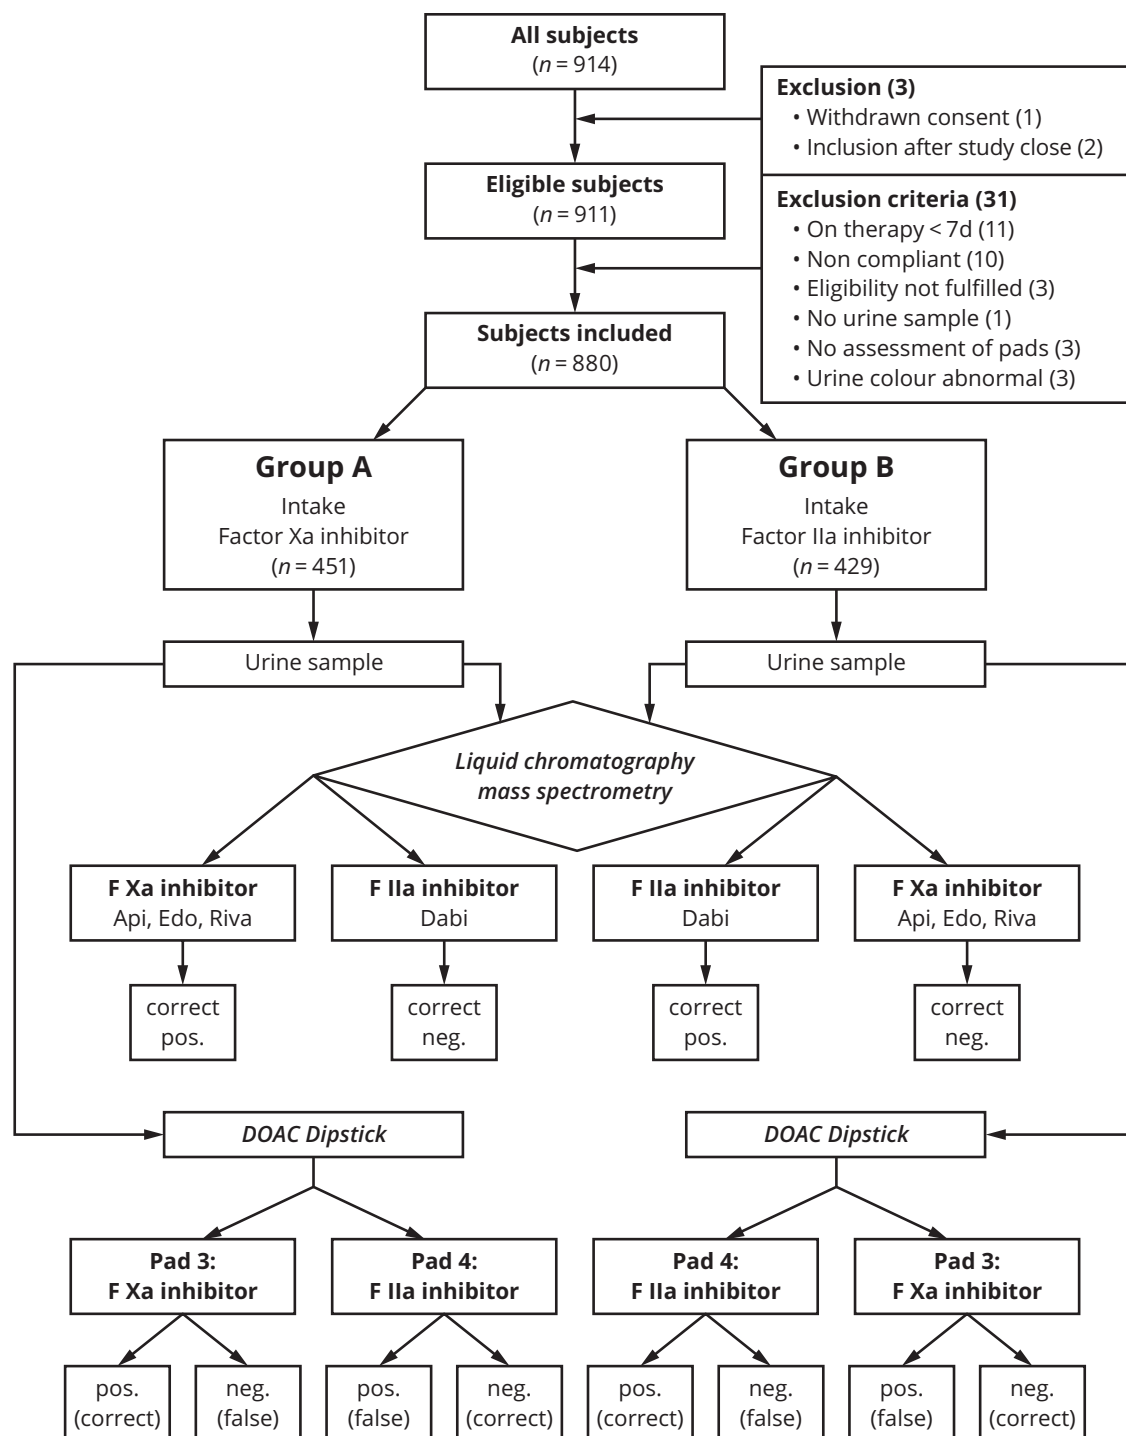 All subjects
(n = 914)
Exclusion (3)
• Withdrawn consent (1)
• Inclusion after study close (2)
Eligible subjects
(n = 911)
Exclusion criteria (31)
• On therapy < 7d (11)
• Non compliant (10)
• Eligibility not fulfilled (3)
• No urine sample (1)
• No assessment of pads (3)
• Urine colour abnormal (3)
Subjects included
(n = 880)
Group A
Intake
Factor Xa inhibitor
(n = 451)
Group B
Intake
Factor IIa inhibitor
(n = 429)
Urine sample
Urine sample
Liquid chromatography
mass spectrometry
F Xa inhibitor
Api, Edo, Riva
F IIa inhibitor
Dabi
F IIa inhibitor
Dabi
F Xa inhibitor
Api, Edo, Riva
correct
pos.
correct
neg.
correct
pos.
correct
neg.
DOAC Dipstick
DOAC Dipstick
Pad 3:
F Xa inhibitor
Pad 4:
F IIa inhibitor
Pad 4:
F IIa inhibitor
Pad 3:
F Xa inhibitor
pos.
(correct)
neg.
(false)
pos.
(false)
neg.
(correct)
pos.
(correct)
neg.
(false)
pos.
(false)
neg.
(correct)